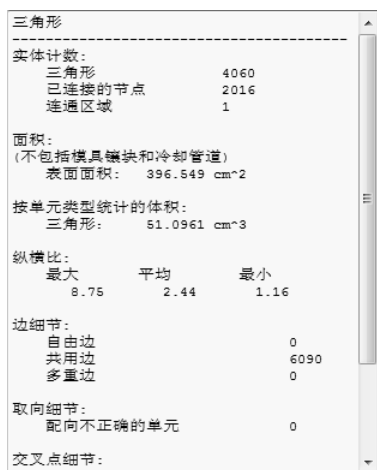 三角形
----------------------------------------
实体计数:
三角形 4060
已连接的节点 2016
连通区域 1
面积:
(不包括模具镶块和冷却管道)
表面面积: 396.549 cm^2
按单元类型统计的体积:
三角形: 51.0961 cm^3
纵横比:
最大 平均 最小
8.75 2.44 1.16
边细节:
自由边 0
共用边 6090
多重边 0
取向细节:
配向不正确的单元 0
交叉点细节: